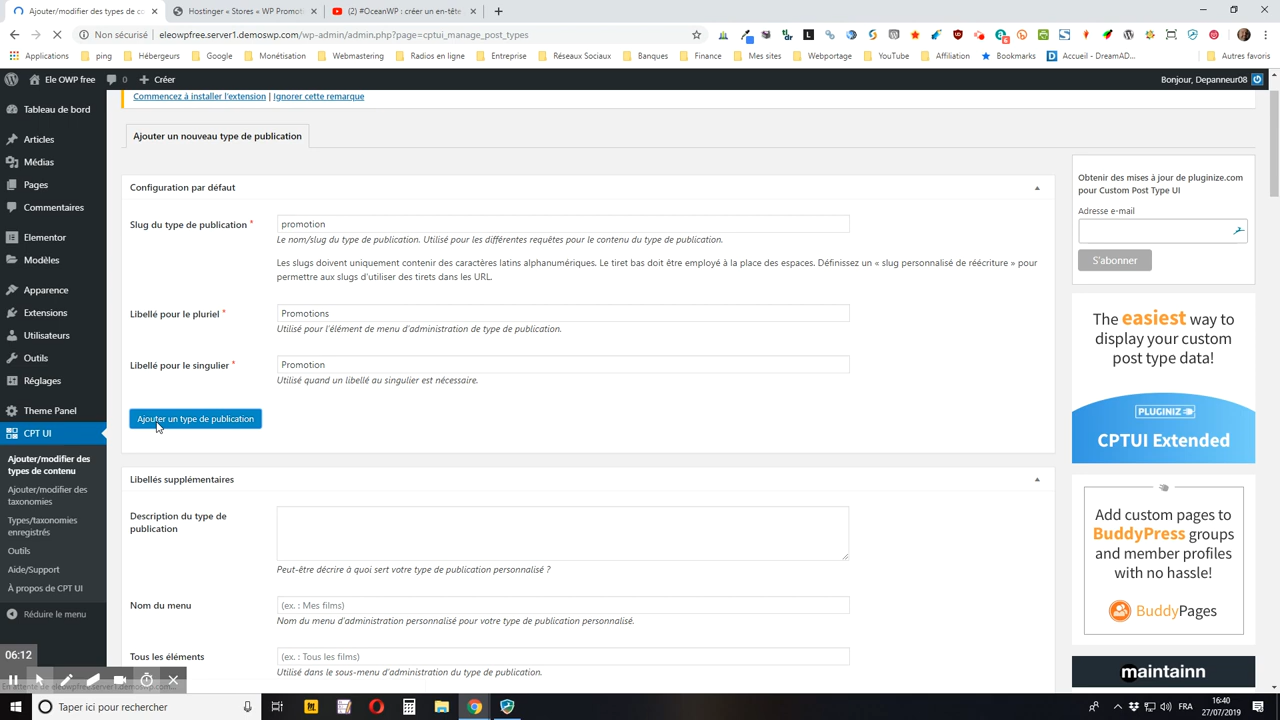 Ajouter/modifier des types de co
Hostinger « Stores « WP Promoti
(2) #OceanWP : créer un en-tête
Non sécurisé
eleowpfree.server1.demoswp.com/wp-admin/admin.php?page=cptui_manage_post_types
Applications
ping
Hébergeurs
Google
Monétisation
Webmastering
Radios en ligne
Entreprise
Réseaux Sociaux
Banques
Finance
Mes sites
Webportage
YouTube
Affiliation
Bookmarks
Accueil - DreamAD...
Autres favoris
Ele OWP free
0
Créer
Bonjour, Depanneur08
Tableau de bord
Articles
Médias
Pages
Commentaires
Elementor
Modèles
Apparence
Extensions
Utilisateurs
Outils
Réglages
Theme Panel
CPT UI
Ajouter/modifier des
types de contenu
Ajouter/modifier des
taxonomies
Types/taxonomies
enregistrés
Outils
Aide/Support
À propos de CPT UI
Réduire le menu
Commencez à installer l'extension | Ignorer cette remarque
Ajouter un nouveau type de publication
Configuration par défaut
Slug du type de publication *
promotion
Le nom/slug du type de publication. Utilisé pour les différentes requêtes pour le contenu du type de publication.
Les slugs doivent uniquement contenir des caractères latins alphanumériques. Le tiret bas doit être employé à la place des espaces. Définissez un « slug personnalisé de réécriture » pour
permettre aux slugs d'utiliser des tirets dans les URL.
Libellé pour le pluriel *
Promotions
Utilisé pour l'élément de menu d'administration de type de publication.
Libellé pour le singulier *
Promotion
Utilisé quand un libellé au singulier est nécessaire.
Ajouter un type de publication
Libellés supplémentaires
Description du type de
publication
Peut-être décrire à quoi sert votre type de publication personnalisé ?
Nom du menu
(ex. : Mes films)
Nom du menu d'administration personnalisé pour votre type de publication personnalisé.
Tous les éléments
(ex. : Tous les films)
Utilisé dans le sous-menu d'administration du type de publication.
Obtenir des mises à jour de pluginize.com
pour Custom Post Type UI
Adresse e-mail
S'abonner
The easiest way to
display your custom
post type data!
PLUGINIZ
CPTUI Extended
Add custom pages to
BuddyPress groups
and member profiles
with no hassle!
BuddyPages
maintainn
06:12
En attente de eleowpfree.server1.demoswp.com...
Taper ici pour rechercher
FRA
16:40
27/07/2019